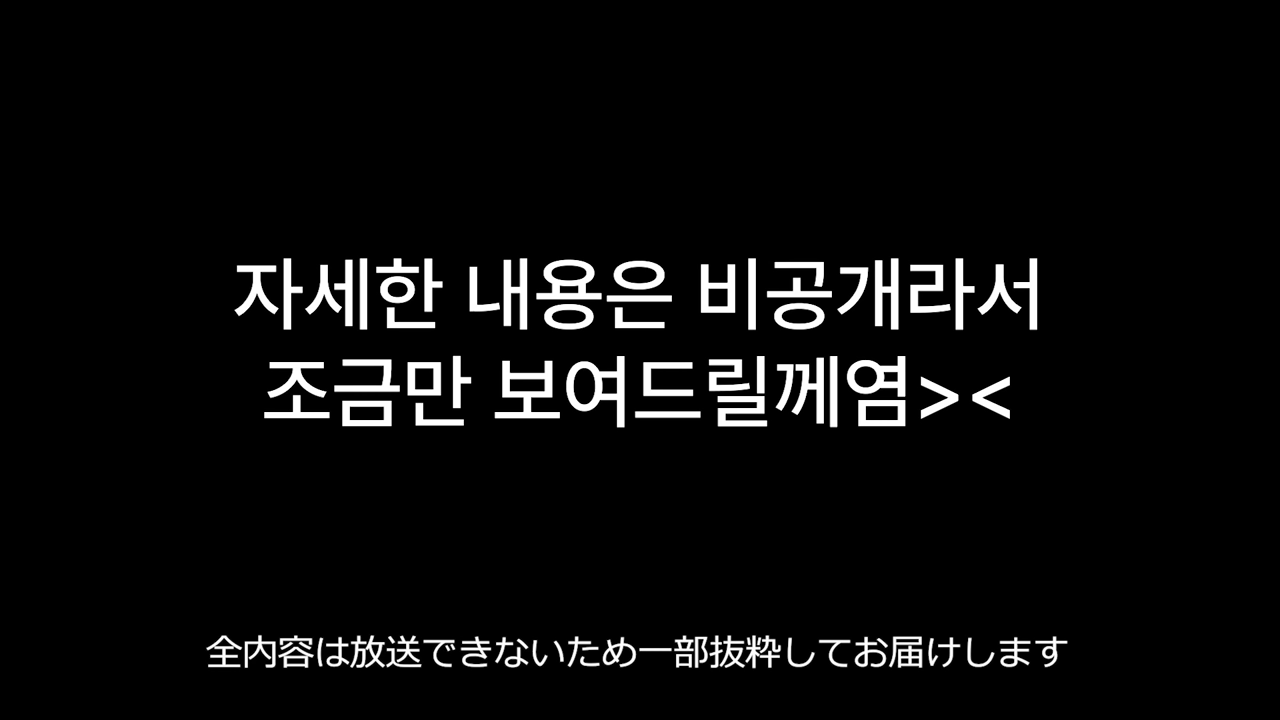 자세한 내용은 비공개라서
조금만 보여드릴께염><
全内容は放送できないため一部抜粋してお届けします